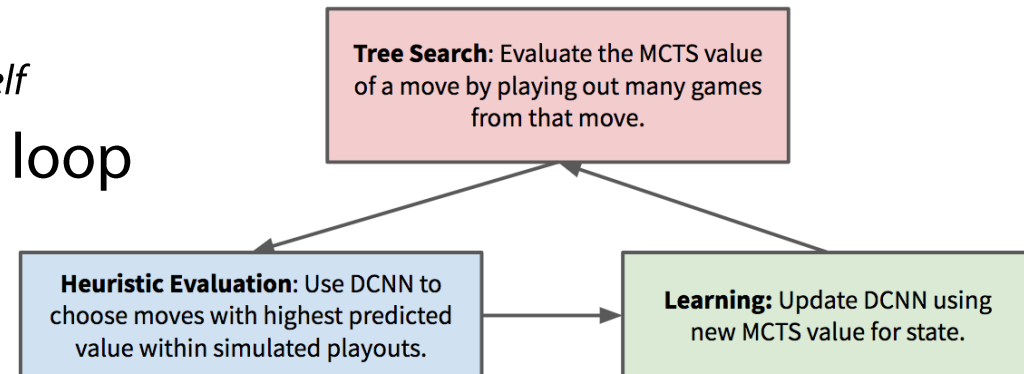 loop
Tree Search: Evaluate the MCTS value
of a move by playing out many games
from that move.
Heuristic Evaluation: Use DCNN to
choose moves with highest predicted
value within simulated playouts.
Learning: Update DCNN using
new MCTS value for state.